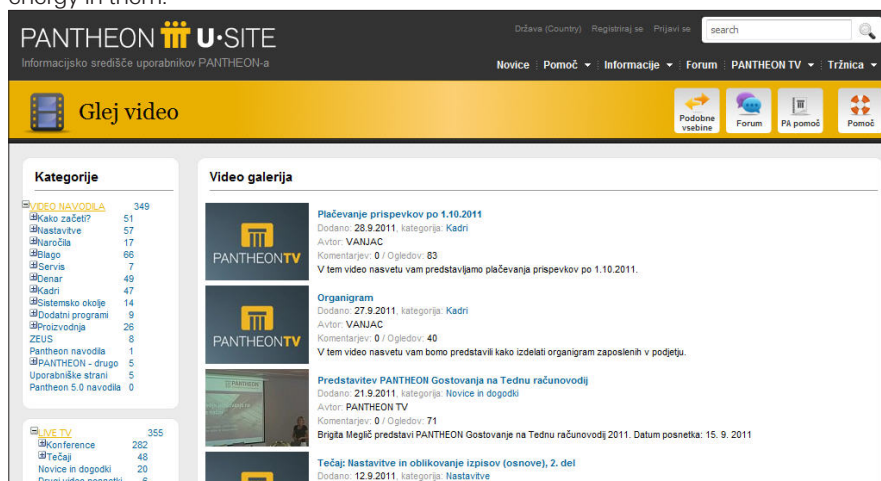 energy in them.
PANTHEON U·SITE
Informacijsko središče uporabnikov PANTHEON-a
Država (Country) Registriraj se Prijavi se search
Novice Pomoč Informacije Forum PANTHEON TV Tržnica
Glej video
Podobne vsebine
Forum
PA pomoč
Pomoč
Kategorije
VIDEO NAVODILA 349
Kako začeti? 51
Nastavitve 57
Naročila 17
Blago 66
Servis 7
Denar 49
Kadri 47
Sistemsko okolje 14
Dodatni programi 9
Proizvodnja 26
ZEUS 8
Pantheon navodila 1
PANTHEON - drugo 5
Uporabniške strani 5
Pantheon 5.0 navodila 0
LIVE TV 355
Konference 282
Tečaji 48
Novice in dogodki 20
Drugi video posnetki 6
Video galerija
PANTHEONTV
Plačevanje prispevkov po 1.10.2011
Dodano: 28.9.2011, kategorija: Kadri
Avtor: VANJAC
Komentarjev: 0 / Ogledov: 83
V tem video nasvetu vam predstavljamo plačevanja prispevkov po 1.10.2011.
PANTHEONTV
Organigram
Dodano: 27.9.2011, kategorija: Kadri
Avtor: VANJAC
Komentarjev: 0 / Ogledov: 40
V tem video nasvetu vam bomo predstavili kako izdelati organigram zaposlenih v podjetju.
PANTHEON
Predstavitev PANTHEON Gostovanja na Tednu računovodij
Dodano: 21.9.2011, kategorija: Novice in dogodki
Avtor: PANTHEON TV
Komentarjev: 0 / Ogledov: 71
Brigita Meglič predstavi PANTHEON Gostovanje na Tednu računovodij 2011. Datum posnetka: 15. 9. 2011
Tečaj: Nastavitve in oblikovanje izpisov (osnove), 2. del
Dodano: 12.9.2011, kategorija: Nastavitve